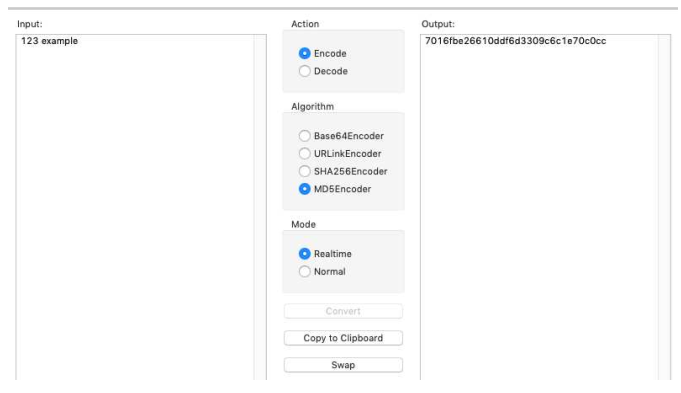 Input:
123 example
Action
Encode
Decode
Algorithm
Base64Encoder
URLinkEncoder
SHA256Encoder
MD5Encoder
Mode
Realtime
Normal
Convert
Copy to Clipboard
Swap
Output:
7016fbe26610ddf6d3309c6c1e70c0cc